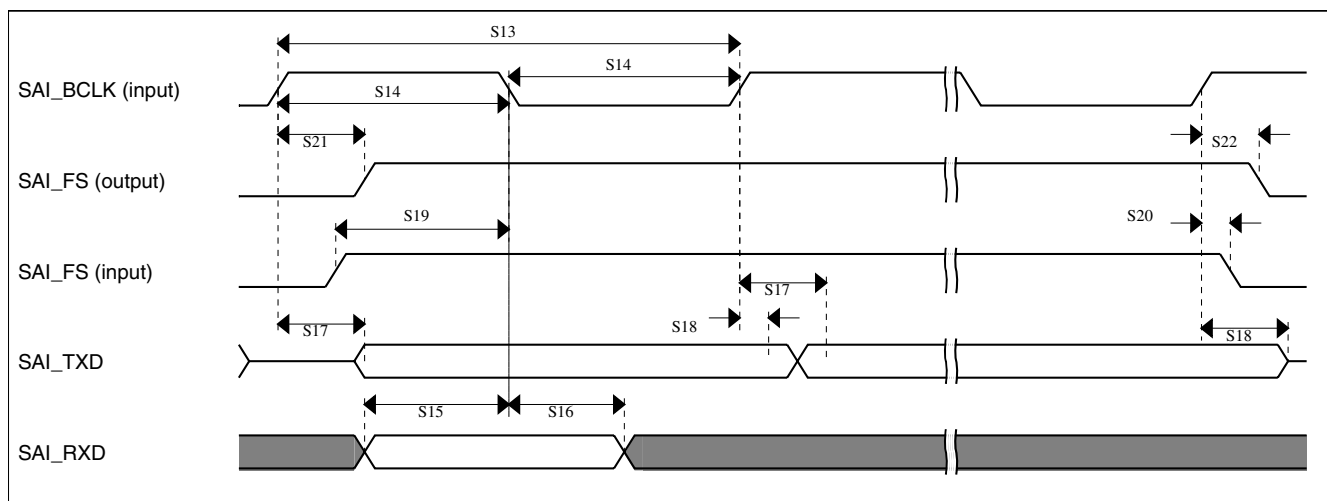 S13
SAI_BCLK (input)
S14
S14
S21
S22
SAI_FS (output)
S19
S20
SAI_FS (input)
S17
S17
S18
S18
SAI_TXD
S15
S16
SAI_RXD